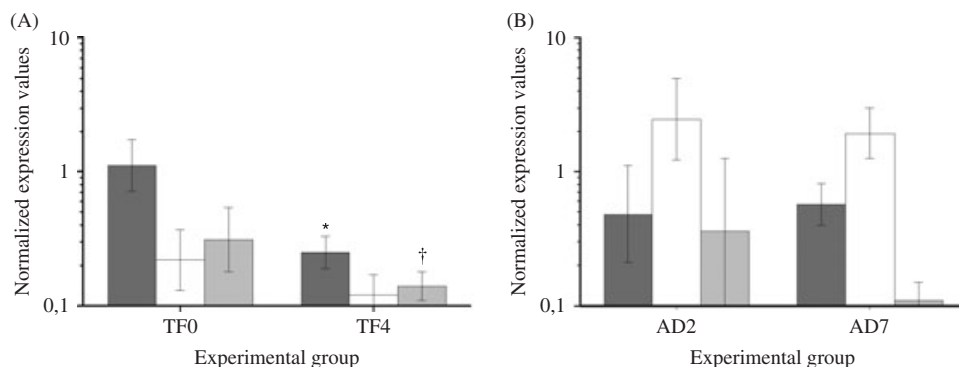 (A)
Normalized expression values
10
1
0,1
*
†
TF0 TF4
Experimental group
(B)
Normalized expression values
10
1
0,1
AD2 AD7
Experimental group